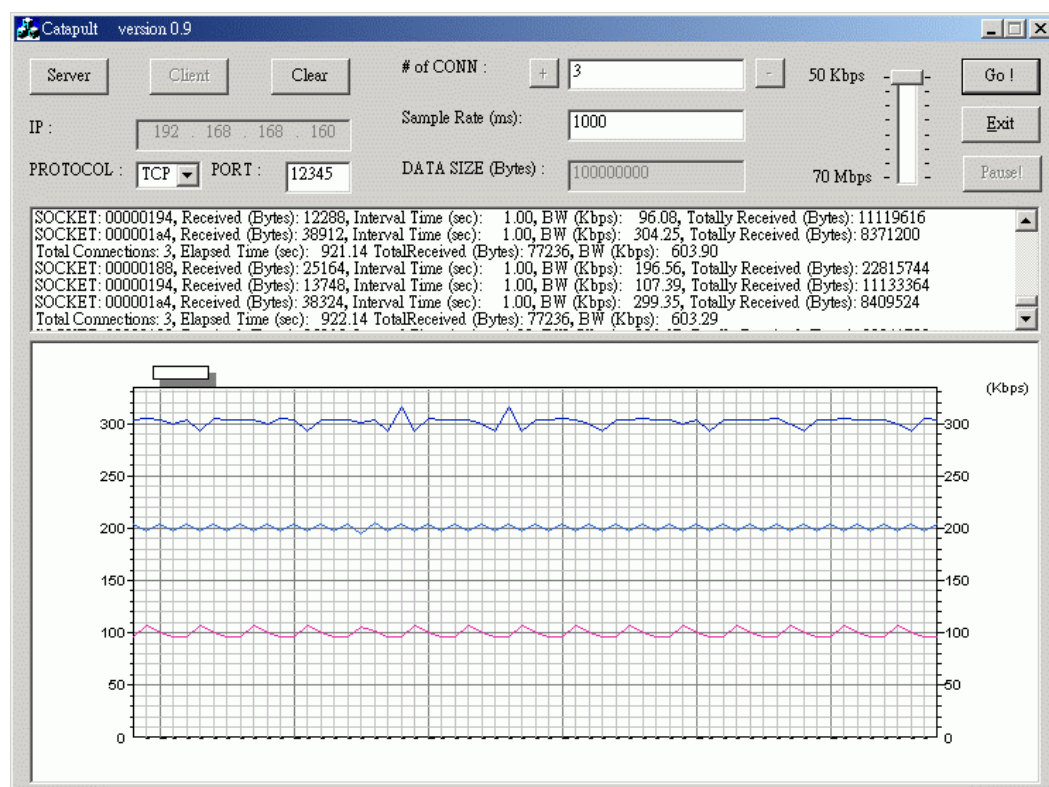 Catapult version 0.9
Server Client Clear # of CONN : + 3 - 50 Kbps Go !
IP : 192 . 168 . 168 . 160 Sample Rate (ms): 1000 Exit
PROTOCOL : TCP PORT : 12345 DATA SIZE (Bytes) : 100000000 70 Mbps Pause!
SOCKET: 00000194, Received (Bytes): 12288, Interval Time (sec): 1.00, BW (Kbps): 96.08, Totally Received (Bytes): 11119616
SOCKET: 000001a4, Received (Bytes): 38912, Interval Time (sec): 1.00, BW (Kbps): 304.25, Totally Received (Bytes): 8371200
Total Connections: 3, Elapsed Time (sec): 921.14 TotalReceived (Bytes): 77236, BW (Kbps): 603.90
SOCKET: 00000188, Received (Bytes): 25164, Interval Time (sec): 1.00, BW (Kbps): 196.56, Totally Received (Bytes): 22815744
SOCKET: 00000194, Received (Bytes): 13748, Interval Time (sec): 1.00, BW (Kbps): 107.39, Totally Received (Bytes): 11133364
SOCKET: 000001a4, Received (Bytes): 38324, Interval Time (sec): 1.00, BW (Kbps): 299.35, Totally Received (Bytes): 8409524
Total Connections: 3, Elapsed Time (sec): 922.14 TotalReceived (Bytes): 77236, BW (Kbps): 603.29
(Kbps)
300 300
250 250
200 200
150 150
100 100
50 50
0 0